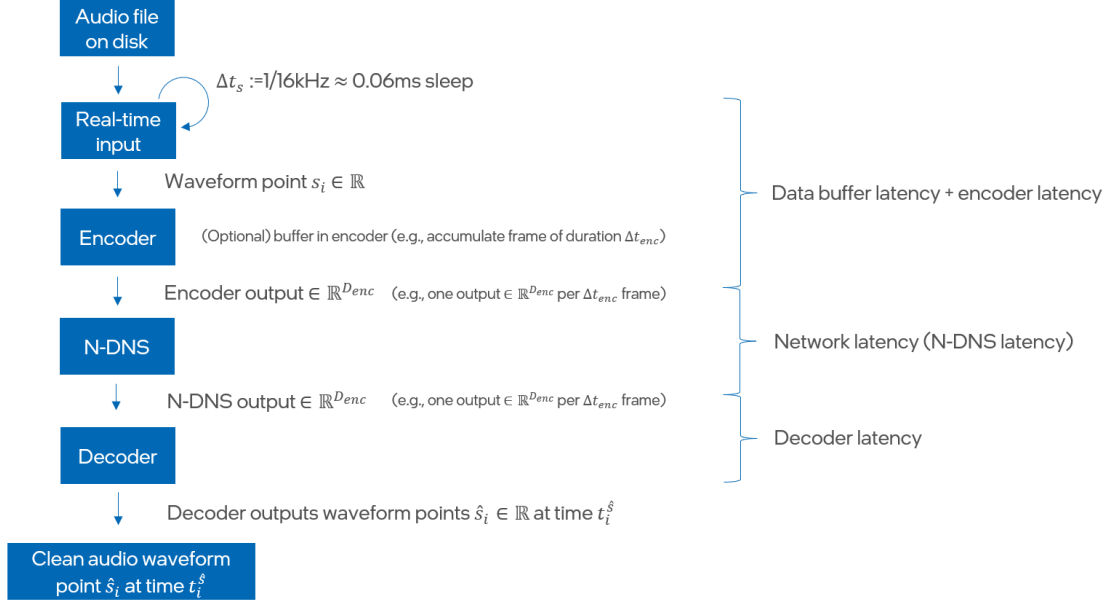 Audio file
on disk
Δt_s :=1/16kHz ≈ 0.06ms sleep
Real-time
input
Waveform point s_i ∈ ℝ
Data buffer latency + encoder latency
Encoder
(Optional) buffer in encoder (e.g., accumulate frame of duration Δt_enc)
Encoder output ∈ ℝ^D_enc (e.g., one output ∈ ℝ^D_enc per Δt_enc frame)
N-DNS
Network latency (N-DNS latency)
N-DNS output ∈ ℝ^D_enc (e.g., one output ∈ ℝ^D_enc per Δt_enc frame)
Decoder
Decoder latency
Decoder outputs waveform points ŝ_i ∈ ℝ at time t_i^ŝ
Clean audio waveform
point ŝ_i at time t_i^ŝ